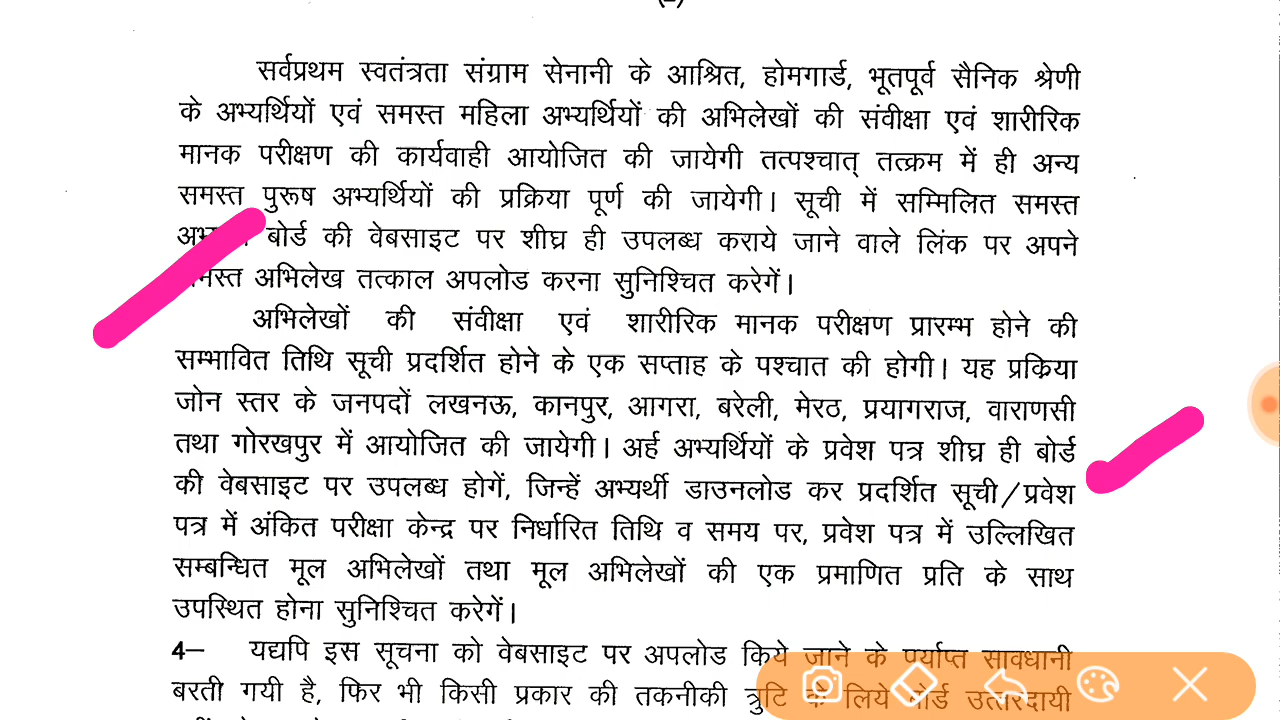 सर्वप्रथम स्वतंत्रता संग्राम सेनानी के आश्रित, होमगार्ड, भूतपूर्व सैनिक श्रेणी
के अभ्यर्थियों एवं समस्त महिला अभ्यर्थियों की अभिलेखों की संवीक्षा एवं शारीरिक
मानक परीक्षण की कार्यवाही आयोजित की जायेगी तत्पश्चात् तत्क्रम में ही अन्य
समस्त पुरूष अभ्यर्थियों की प्रक्रिया पूर्ण की जायेगी। सूची में सम्मिलित समस्त
बोर्ड की वेबसाइट पर शीघ्र ही उपलब्ध कराये जाने वाले लिंक पर अपने
अभिलेख तत्काल अपलोड करना सुनिश्चित करेगें।
अभिलेखों की संवीक्षा एवं शारीरिक मानक परीक्षण प्रारम्भ होने की
सम्भावित तिथि सूची प्रदर्शित होने के एक सप्ताह के पश्चात की होगी। यह प्रकिया
जोन स्तर के जनपदों लखनऊ, कानपुर, आगरा, बरेली, मेरठ, प्रयागराज, वाराणसी
तथा गोरखपुर में आयोजित की जायेगी। अर्ह अभ्यर्थियों के प्रवेश पत्र शीघ्र ही बोर्ड
की वेबसाइट पर उपलब्ध होगें, जिन्हें अभ्यर्थी डाउनलोड कर प्रदर्शित सूची/प्रवेश
पत्र में अंकित परीक्षा केन्द्र पर निर्धारित तिथि व समय पर, प्रवेश पत्र में उल्लिखित
सम्बन्धित मूल अभिलेखों तथा मूल अभिलेखों की एक प्रमाणित प्रति के साथ
उपस्थित होना सुनिश्चित करेगें।
4— यद्यपि इस सूचना को वेबसाइट पर अपलोड किये जाने के पर्याप्त सावधानी
बरती गयी है, फिर भी किसी प्रकार की तकनीकी त्रुटि के लिये बोर्ड उत्तरदायी